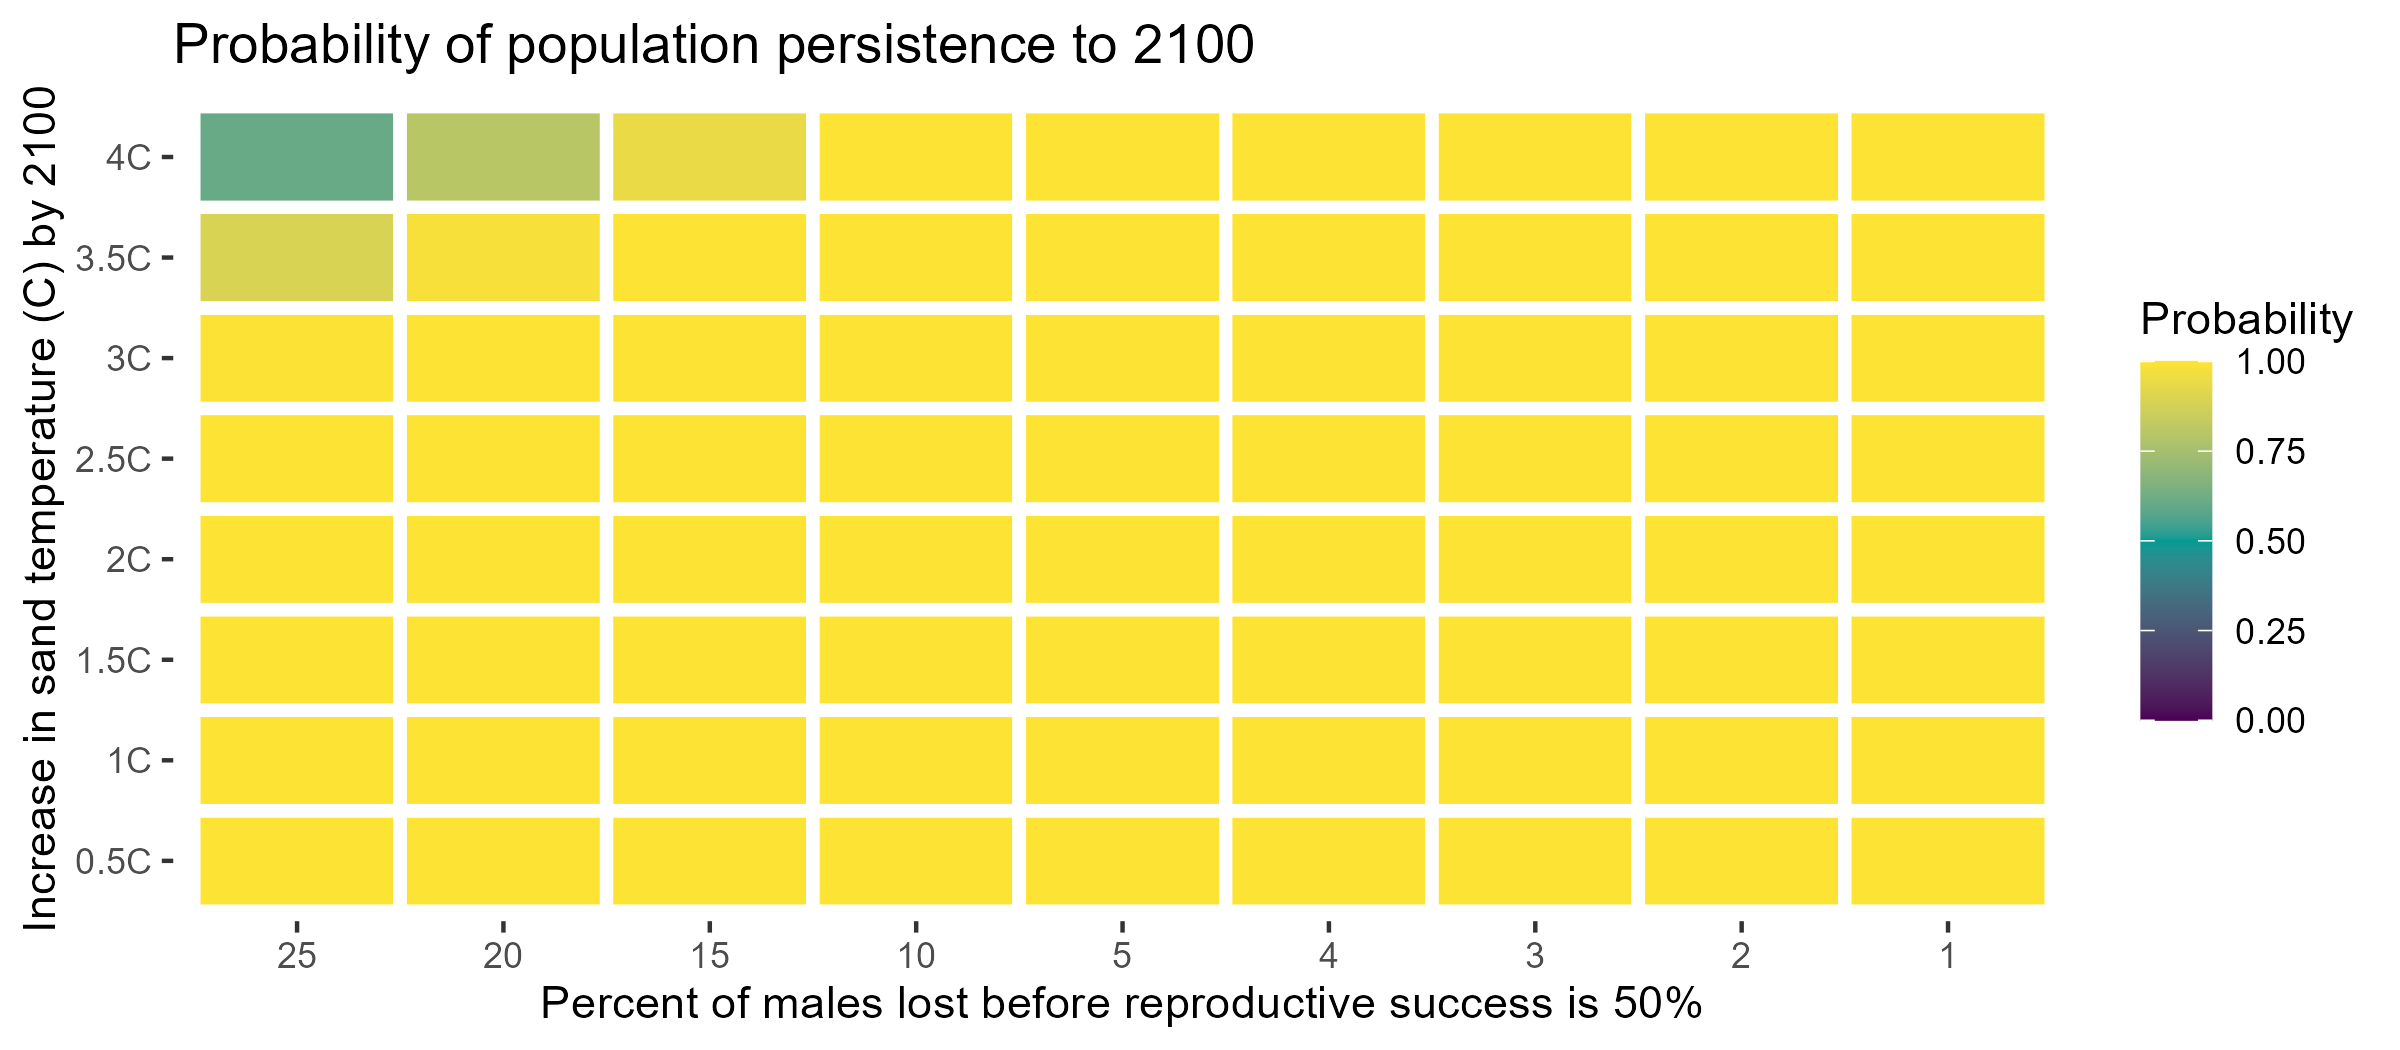 Probability of population persistence to 2100
Increase in sand temperature (C) by 2100
4C
3.5C
3C
2.5C
2C
1.5C
1C
0.5C
25 20 15 10 5 4 3 2 1
Percent of males lost before reproductive success is 50%
Probability
1.00
0.75
0.50
0.25
0.00